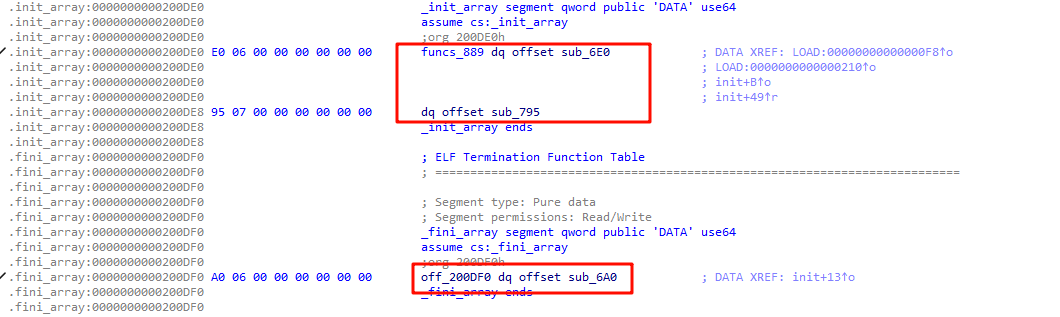 .init_array:0000000000200DE0 _init_array segment qword public 'DATA' use64
.init_array:0000000000200DE0 assume cs:_init_array
.init_array:0000000000200DE0 ;org 200DE0h
.init_array:0000000000200DE0 E0 06 00 00 00 00 00 00 funcs_889 dq offset sub_6E0 ; DATA XREF: LOAD:00000000000000F8↑o
.init_array:0000000000200DE0 ; LOAD:0000000000000210↑o
.init_array:0000000000200DE0 ; init+B↑o
.init_array:0000000000200DE0 ; init+49↑r
.init_array:0000000000200DE8 95 07 00 00 00 00 00 00 dq offset sub_795
.init_array:0000000000200DE8 _init_array ends
.init_array:0000000000200DE8
.fini_array:0000000000200DF0 ; ELF Termination Function Table
.fini_array:0000000000200DF0 ; ===========================================================================
.fini_array:0000000000200DF0
.fini_array:0000000000200DF0 ; Segment type: Pure data
.fini_array:0000000000200DF0 ; Segment permissions: Read/Write
.fini_array:0000000000200DF0 _fini_array segment qword public 'DATA' use64
.fini_array:0000000000200DF0 assume cs:_fini_array
.fini_array:0000000000200DF0 ;org 200DF0h
.fini_array:0000000000200DF0 A0 06 00 00 00 00 00 00 off_200DF0 dq offset sub_6A0 ; DATA XREF: init+13↑o
.fini_array:0000000000200DF0 _fini_array ends
.fini_array:0000000000200DF0